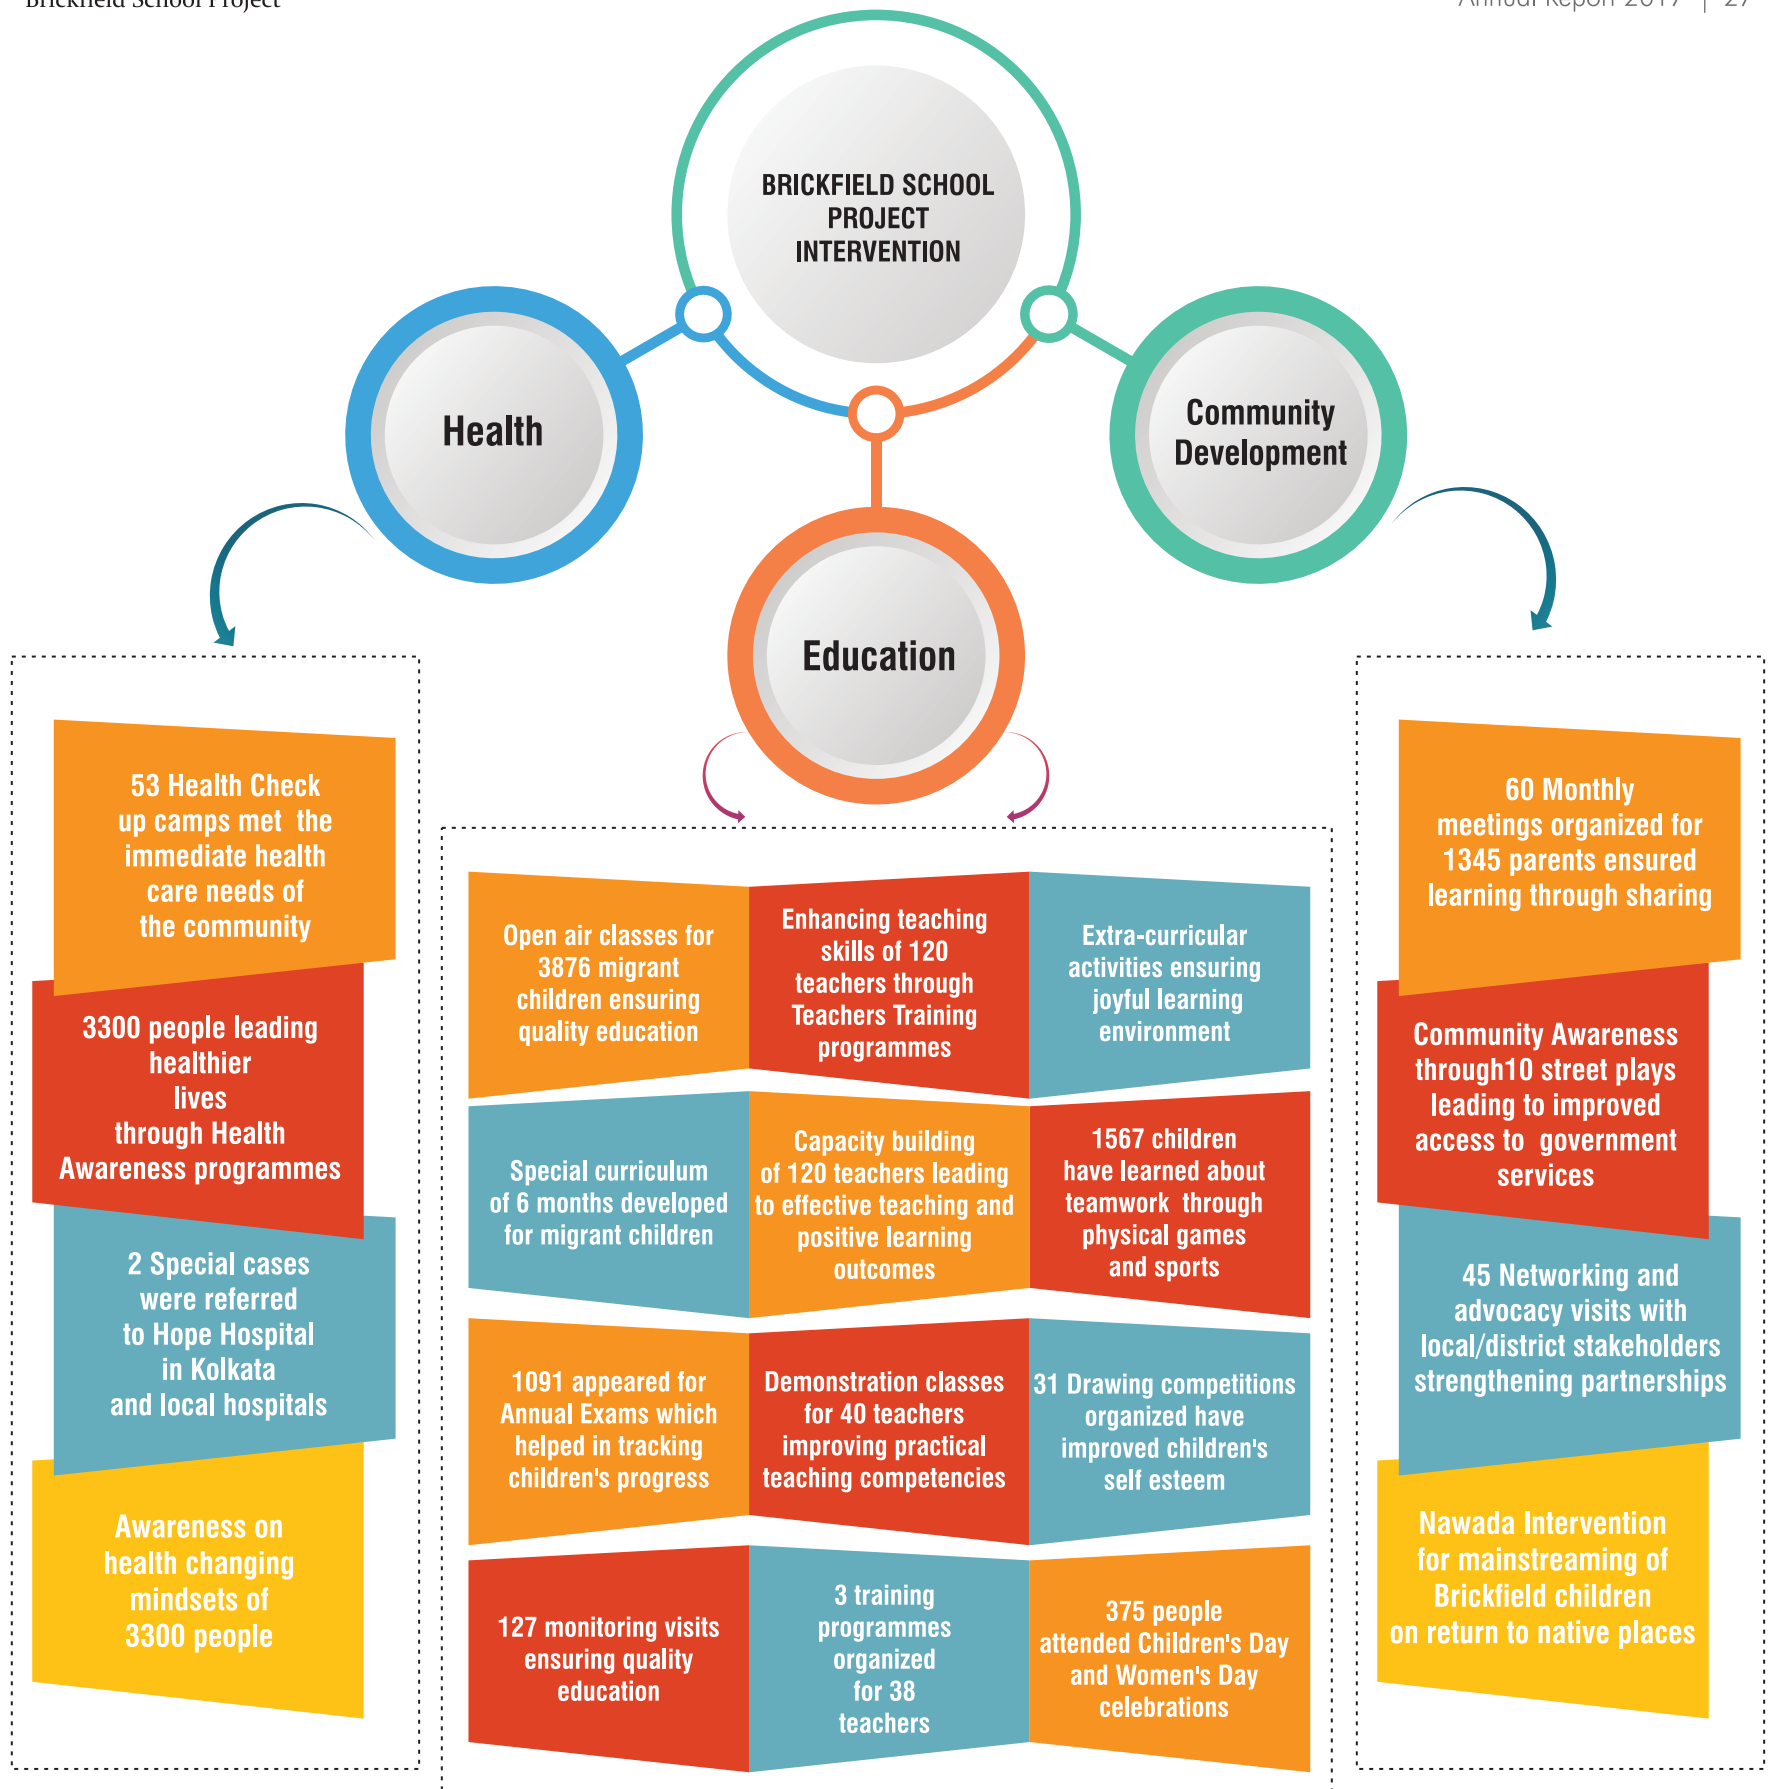 Brickfield School Project
Annual Report 2017 | 27
BRICKFIELD SCHOOL
PROJECT
INTERVENTION
Health
Community
Development
Education
53 Health Check
up camps met the
immediate health
care needs of
the community
3300 people leading
healthier
lives
through Health
Awareness programmes
2 Special cases
were referred
to Hope Hospital
in Kolkata
and local hospitals
Awareness on
health changing
mindsets of
3300 people
Open air classes for
3876 migrant
children ensuring
quality education
Enhancing teaching
skills of 120
teachers through
Teachers Training
programmes
Extra-curricular
activities ensuring
joyful learning
environment
Special curriculum
of 6 months developed
for migrant children
Capacity building
of 120 teachers leading
to effective teaching and
positive learning
outcomes
1567 children
have learned about
teamwork through
physical games
and sports
1091 appeared for
Annual Exams which
helped in tracking
children's progress
Demonstration classes
for 40 teachers
improving practical
teaching competencies
31 Drawing competitions
organized have
improved children's
self esteem
127 monitoring visits
ensuring quality
education
3 training
programmes
organized
for 38
teachers
375 people
attended Children's Day
and Women's Day
celebrations
60 Monthly
meetings organized for
1345 parents ensured
learning through sharing
Community Awareness
through10 street plays
leading to improved
access to government
services
45 Networking and
advocacy visits with
local/district stakeholders
strengthening partnerships
Nawada Intervention
for mainstreaming of
Brickfield children
on return to native places